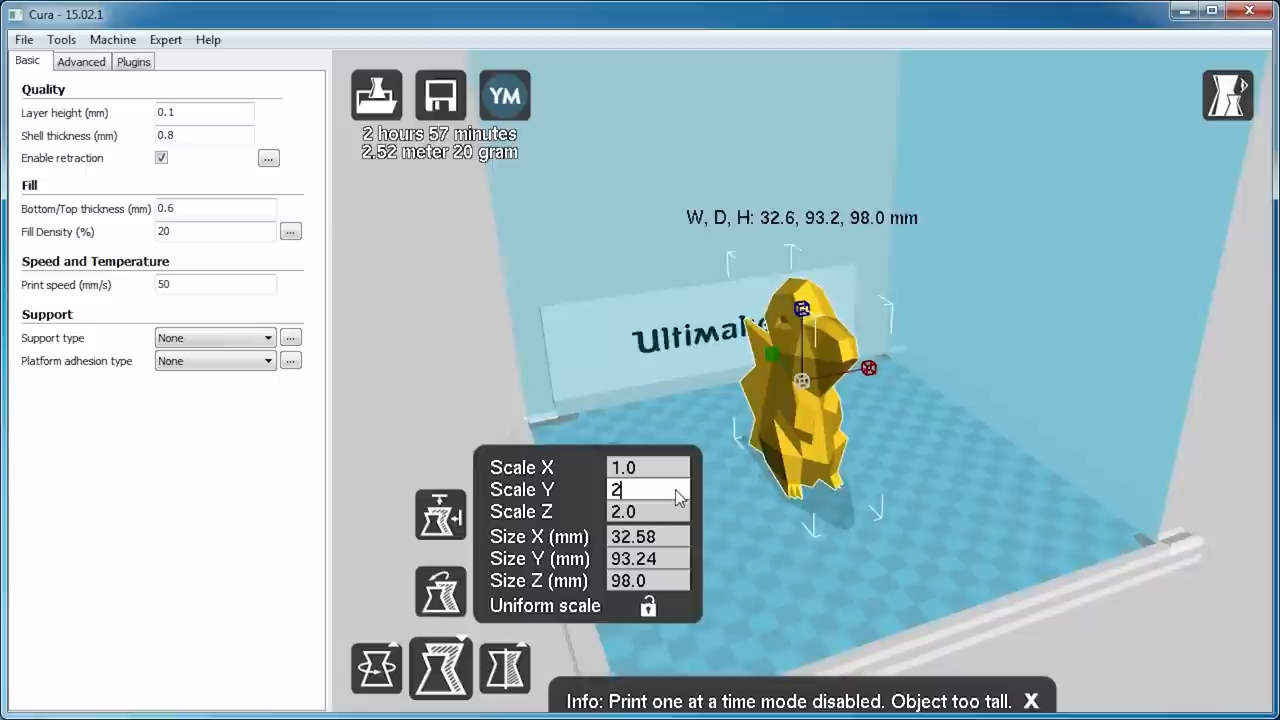 Cura - 15.02.1
File Tools Machine Expert Help
Basic Advanced Plugins
Quality
Layer height (mm) 0.1
Shell thickness (mm) 0.8
Enable retraction ...
Fill
Bottom/Top thickness (mm) 0.6
Fill Density (%) 20 ...
Speed and Temperature
Print speed (mm/s) 50
Support
Support type None ...
Platform adhesion type None ...
YM
2 hours 57 minutes
2.52 meter 20 gram
W, D, H: 32.6, 93.2, 98.0 mm
Scale X 1.0
Scale Y 2
Scale Z 2.0
Size X (mm) 32.58
Size Y (mm) 93.24
Size Z (mm) 98.0
Uniform scale
Info: Print one at a time mode disabled. Object too tall. X